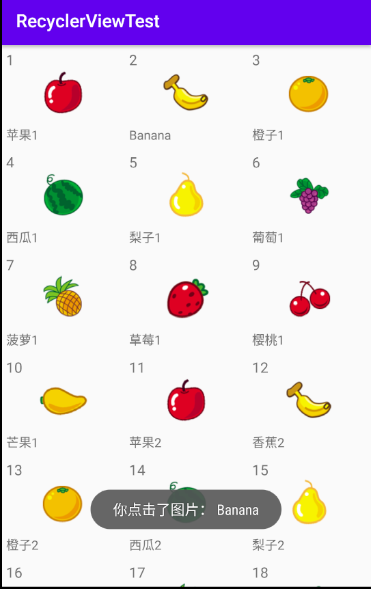 RecyclerViewTest
1 2 3
苹果1 Banana 橙子1
4 5 6
西瓜1 梨子1 葡萄1
7 8 9
菠萝1 草莓1 樱桃1
10 11 12
芒果1 苹果2 香蕉2
13 14 15
你点击了图片： Banana
橙子2 西瓜2 梨子2
16 17 18